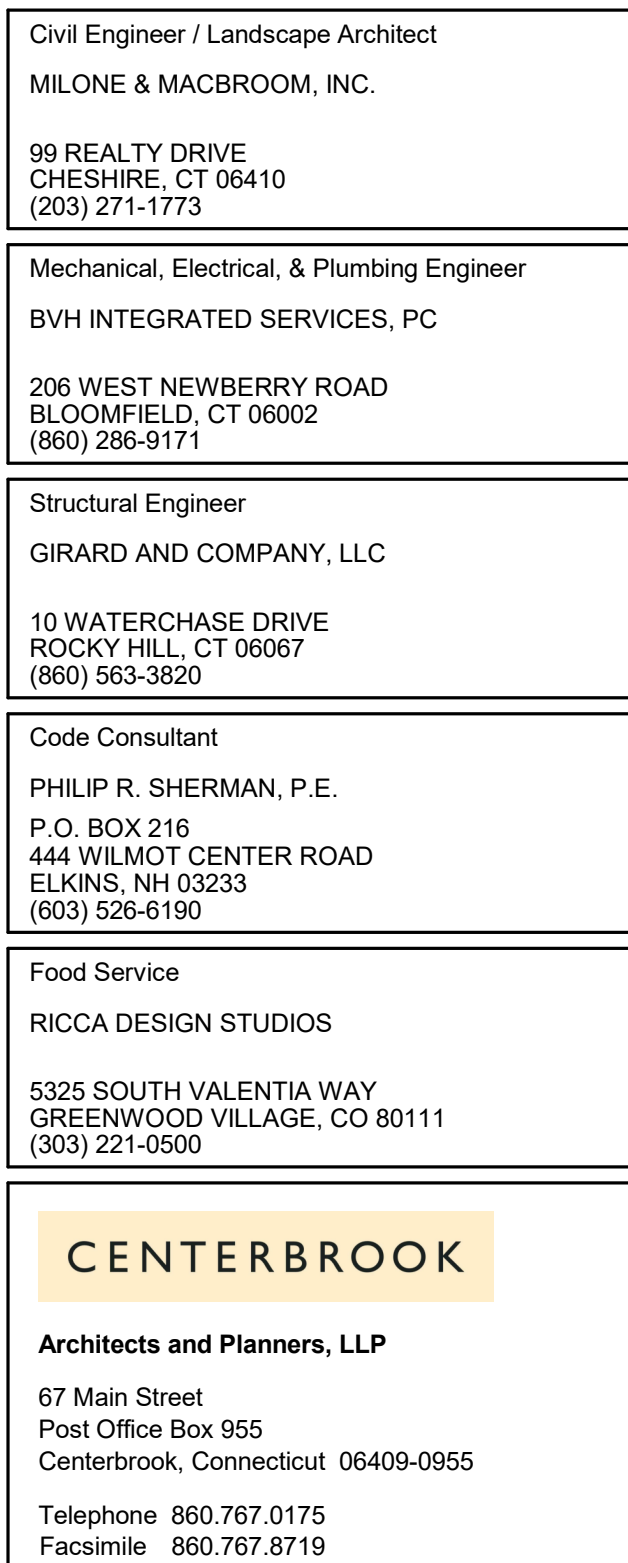 Civil Engineer / Landscape Architect
MILONE & MACBROOM, INC.
99 REALTY DRIVE
CHESHIRE, CT 06410
(203) 271-1773
Mechanical, Electrical, & Plumbing Engineer
BVH INTEGRATED SERVICES, PC
206 WEST NEWBERRY ROAD
BLOOMFIELD, CT 06002
(860) 286-9171
Structural Engineer
GIRARD AND COMPANY, LLC
10 WATERCHASE DRIVE
ROCKY HILL, CT 06067
(860) 563-3820
Code Consultant
PHILIP R. SHERMAN, P.E.
P.O. BOX 216
444 WILMOT CENTER ROAD
ELKINS, NH 03233
(603) 526-6190
Food Service
RICCA DESIGN STUDIOS
5325 SOUTH VALENTIA WAY
GREENWOOD VILLAGE, CO 80111
(303) 221-0500
CENTERBROOK
Architects and Planners, LLP
67 Main Street
Post Office Box 955
Centerbrook, Connecticut 06409-0955
Telephone 860.767.0175
Facsimile 860.767.8719